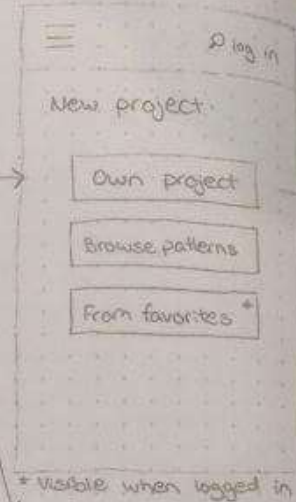 log in
New project.
Own project
Browse patterns
From favorites *
* Visible when logged in